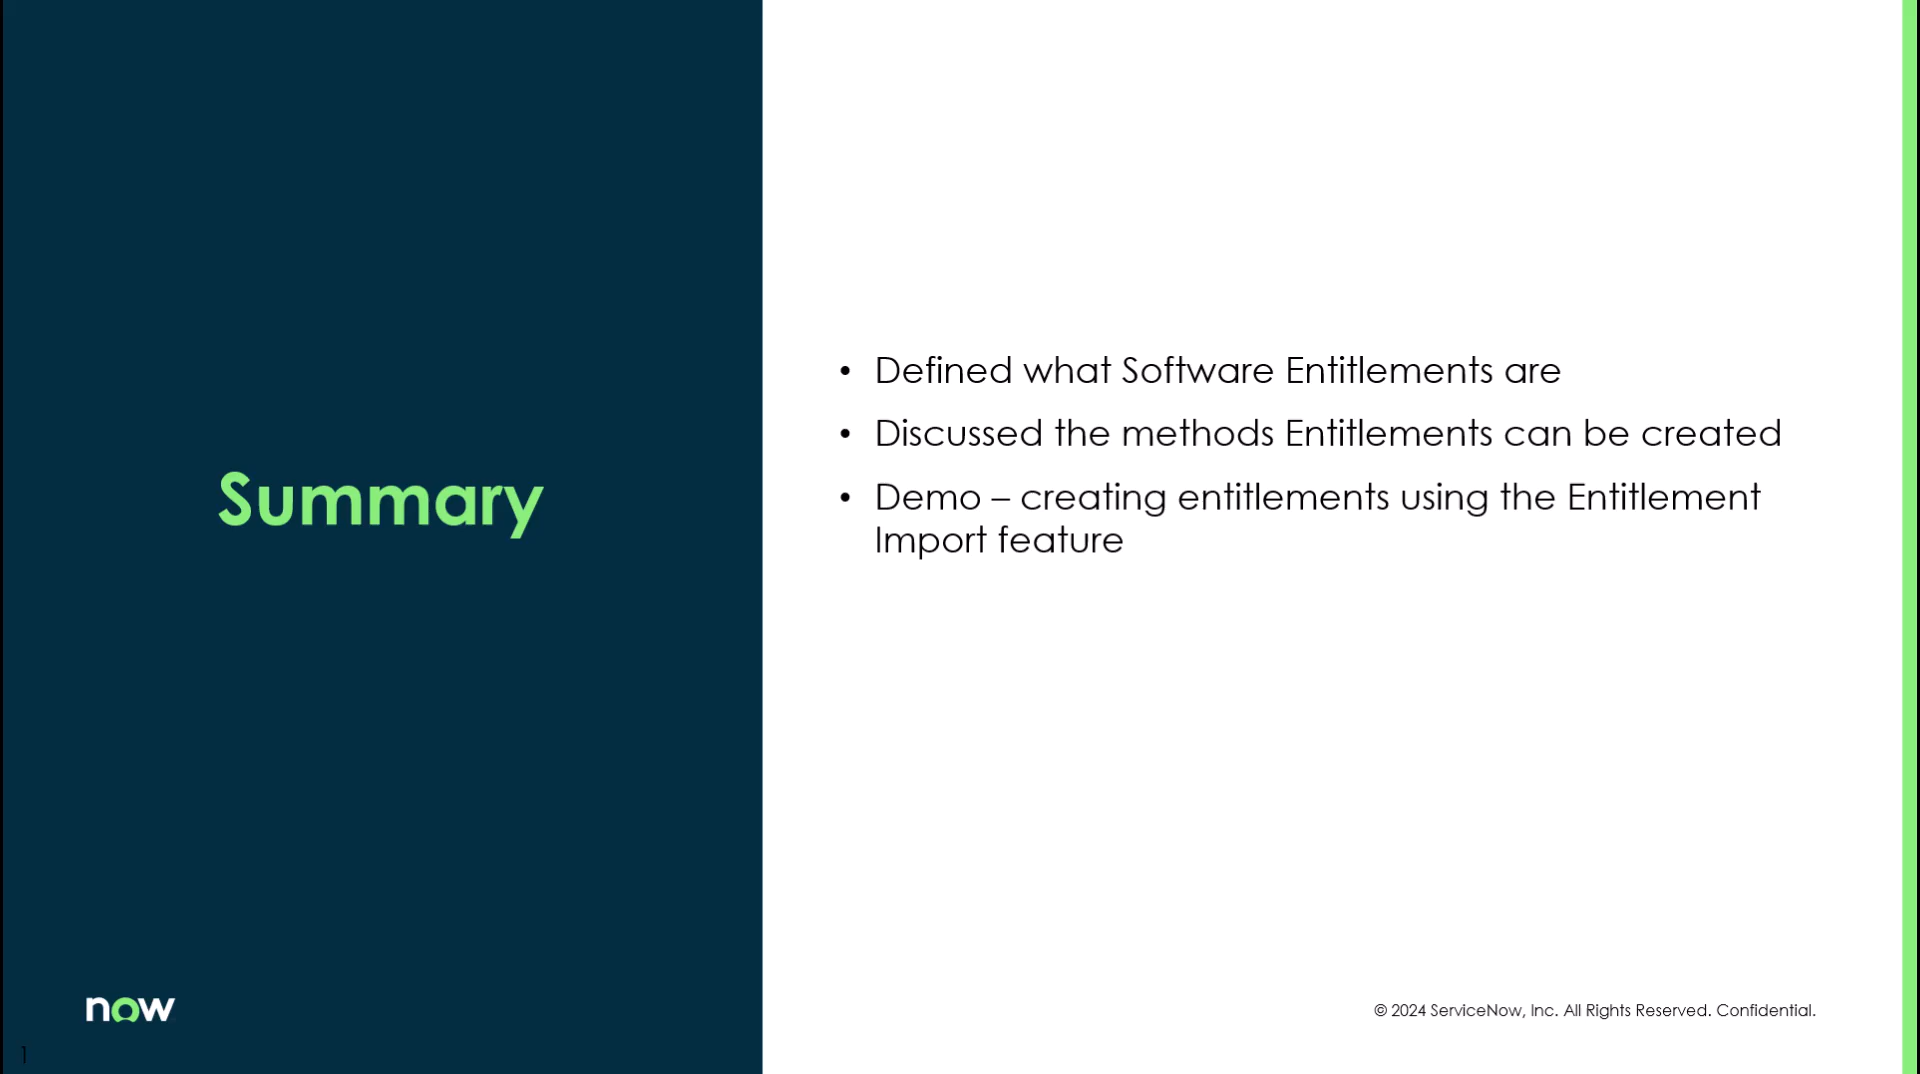 Summary
• Defined what Software Entitlements are
• Discussed the methods Entitlements can be created
• Demo – creating entitlements using the Entitlement
Import feature
now
© 2024 ServiceNow, Inc. All Rights Reserved. Confidential.
1